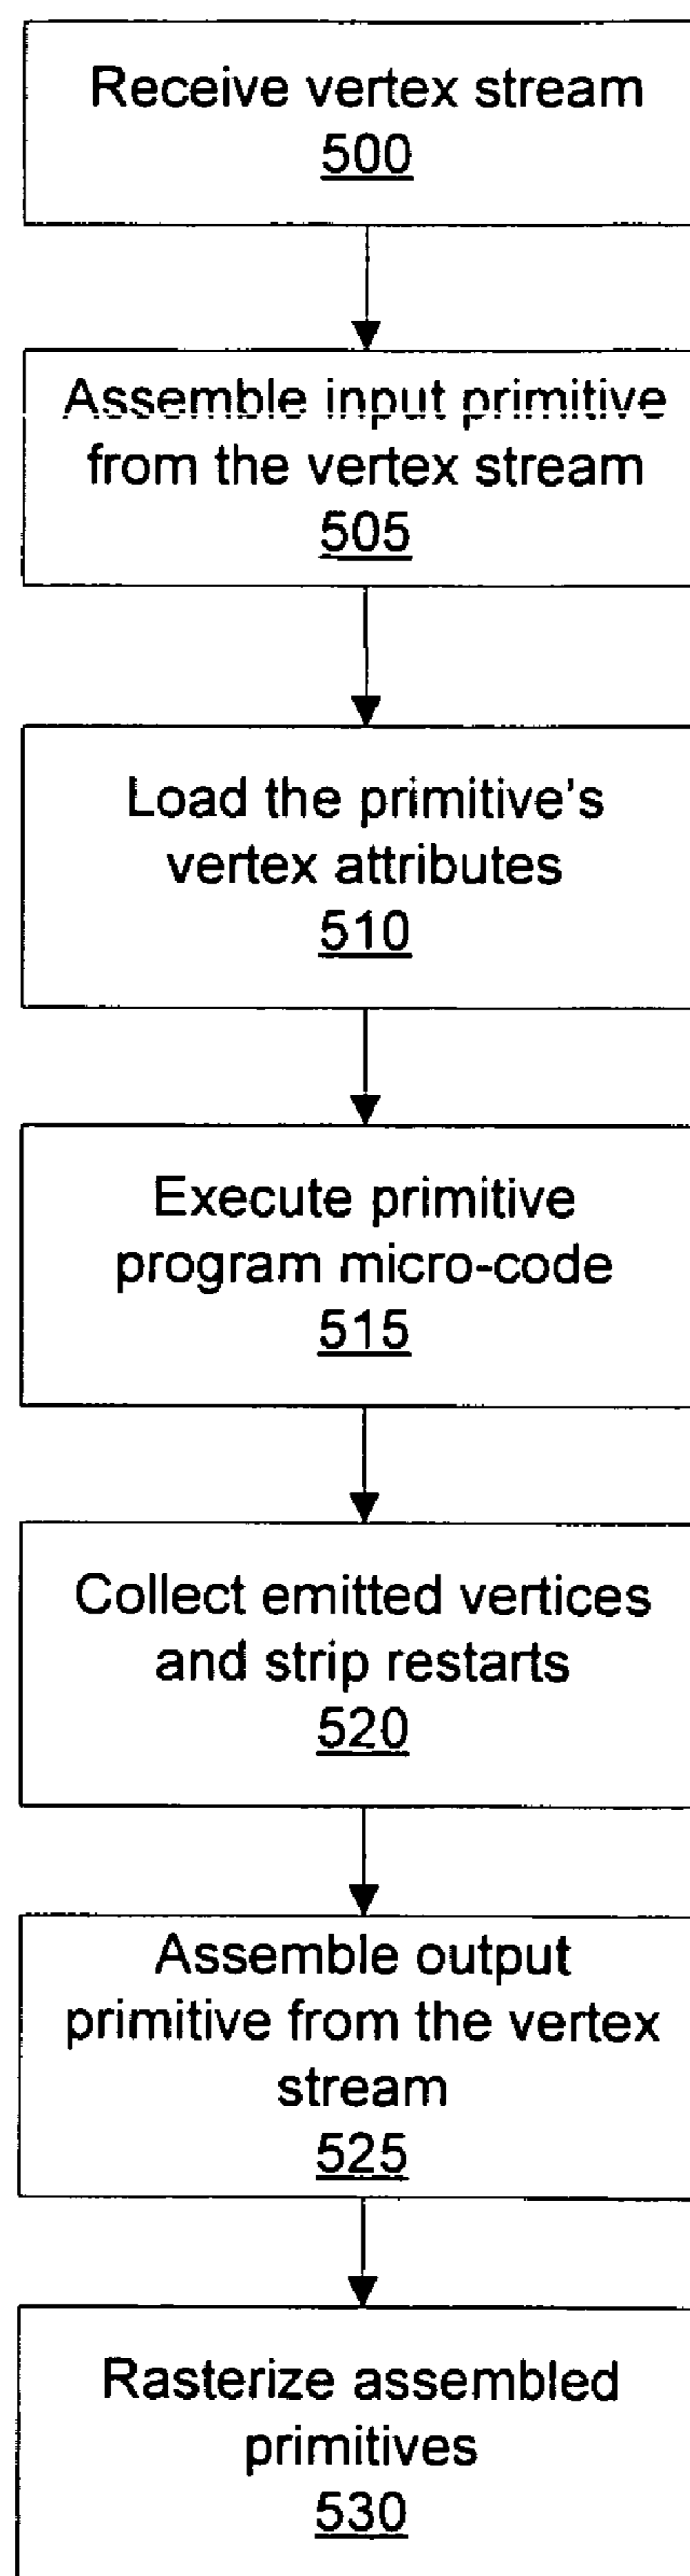 Receive vertex stream
500
Assemble input primitive
from the vertex stream
505
Load the primitive's
vertex attributes
510
Execute primitive
program micro-code
515
Collect emitted vertices
and strip restarts
520
Assemble output
primitive from the vertex
stream
525
Rasterize assembled
primitives
530